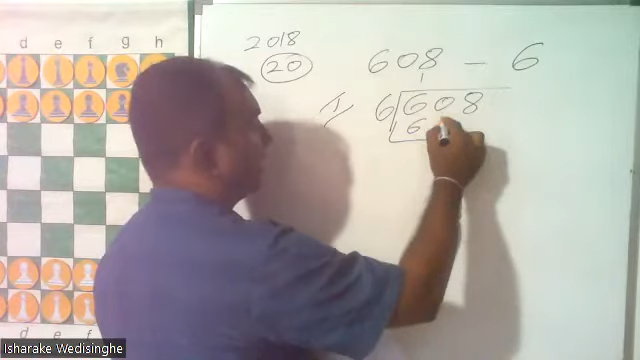 d e f g h
2018
20
608 - 6
I
1
6 608
6
d e f
Isharake Wedisinghe